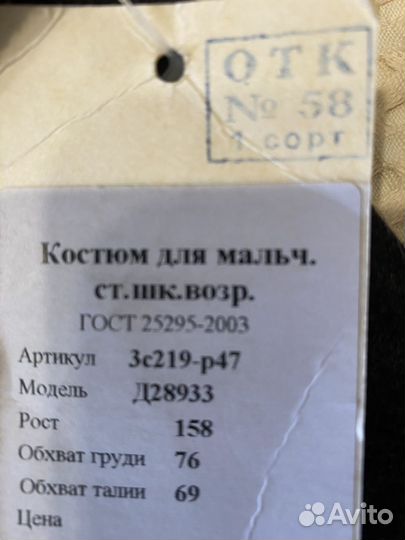 ОТК
№ 58
1 сорт
Костюм для мальч.
ст.шк.возр.
ГОСТ 25295-2003
Артикул 3с219-р47
Модель Д28933
Рост 158
Обхват груди 76
Обхват талии 69
Цена
Avito